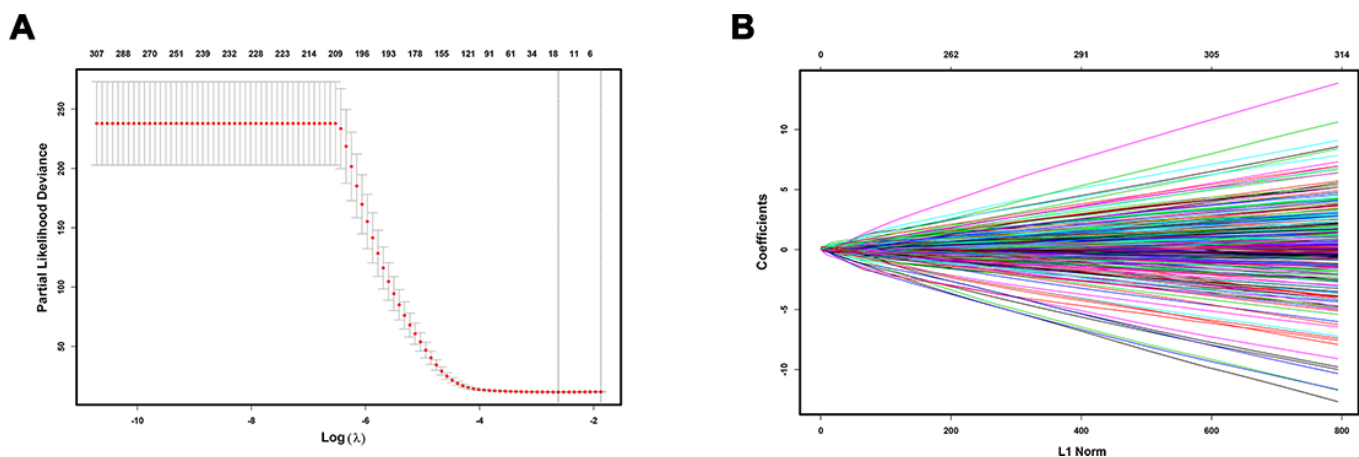 A
307 288 270 251 239 232 228 223 214 209 196 193 178 155 121 91 61 34 18 11 6
Partial Likelihood Deviance
250
200
150
100
50
-10 -8 -6 -4 -2
Log (λ)
B
0 262 291 305 314
Coefficients
10
5
0
-5
-10
0 200 400 600 800
L1 Norm